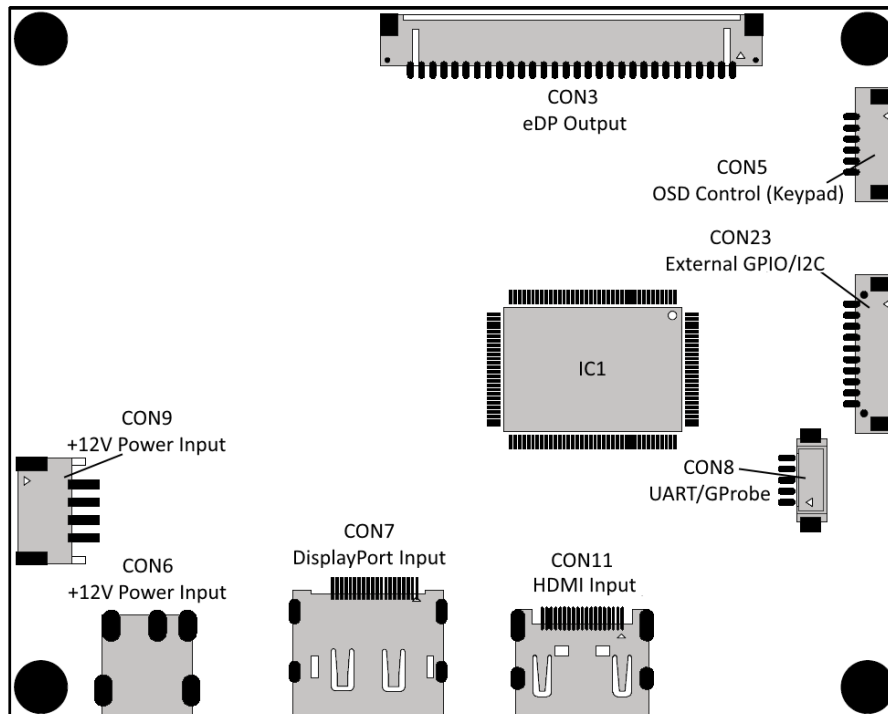 CON3
eDP Output
CON5
OSD Control (Keypad)
CON23
External GPIO/I2C
IC1
CON9
+12V Power Input
CON8
UART/GProbe
CON7
DisplayPort Input
CON11
HDMI Input
CON6
+12V Power Input